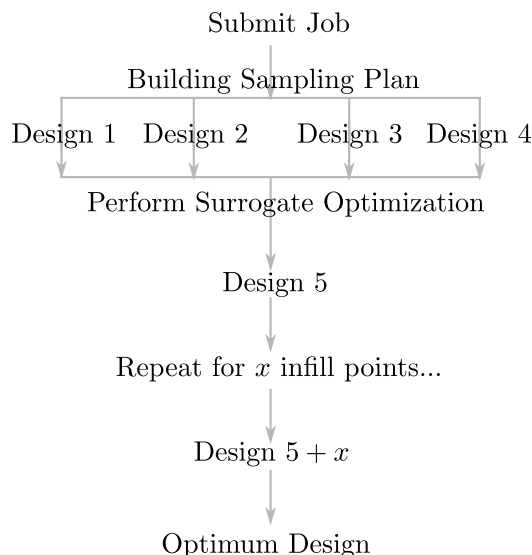 Submit Job
Building Sampling Plan
Design 1 Design 2 Design 3 Design 4
Perform Surrogate Optimization
Design 5
Repeat for x infill points...
Design 5 + x
Optimum Design